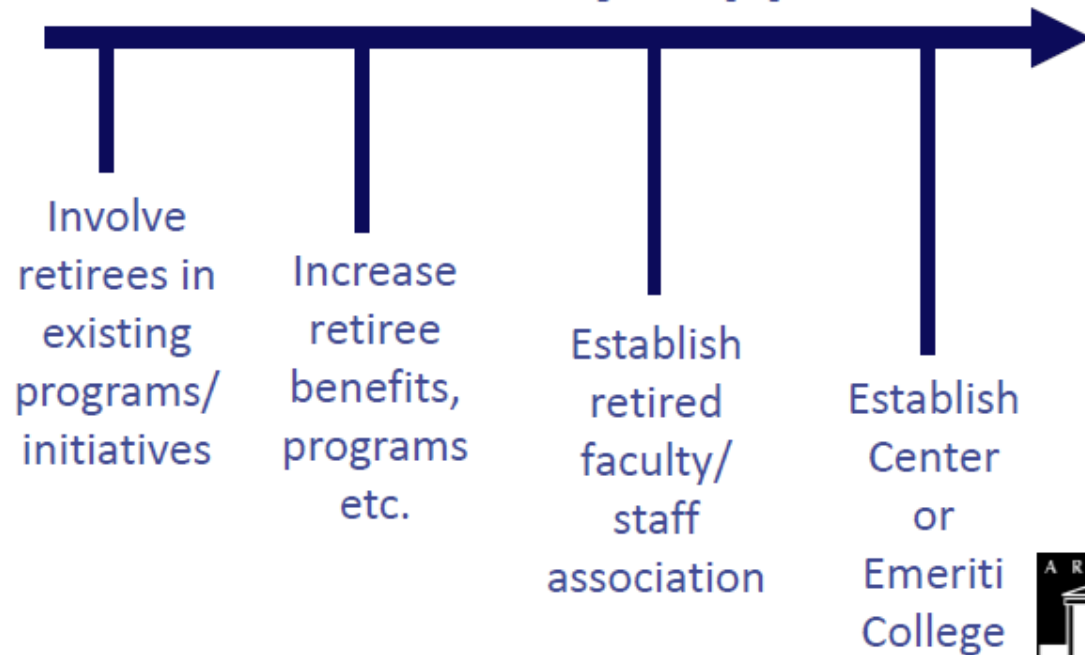 Involve
retirees in
existing
programs/
initiatives
Increase
retiree
benefits,
programs
etc.
Establish
retired
faculty/
staff
association
Establish
Center
or
Emeriti
College
A R